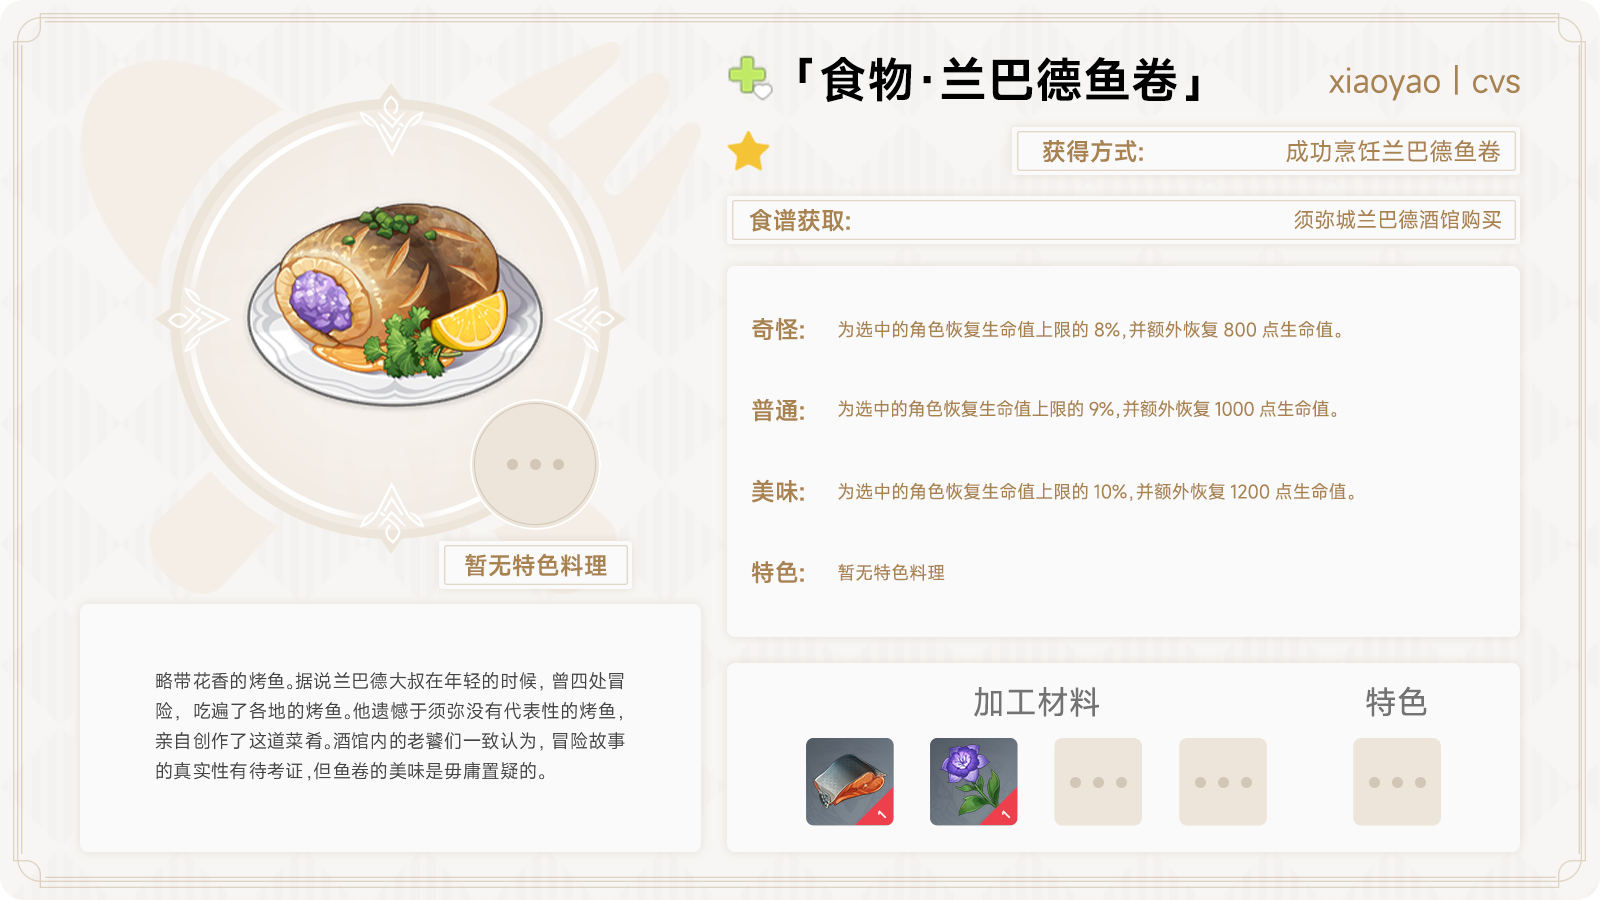 「食物·兰巴德鱼卷」
xiaoyao | cvs
获得方式: 成功烹饪兰巴德鱼卷
食谱获取: 须弥城兰巴德酒馆购买
奇怪: 为选中的角色恢复生命值上限的 8%,并额外恢复 800 点生命值。
普通: 为选中的角色恢复生命值上限的 9%,并额外恢复 1000 点生命值。
美味: 为选中的角色恢复生命值上限的 10%,并额外恢复 1200 点生命值。
特色: 暂无特色料理
暂无特色料理
略带花香的烤鱼。据说兰巴德大叔在年轻的时候, 曾四处冒
险, 吃遍了各地的烤鱼。他遗憾于须弥没有代表性的烤鱼,
亲自创作了这道菜肴。酒馆内的老饕们一致认为, 冒险故事
的真实性有待考证,但鱼卷的美味是毋庸置疑的。
加工材料 特色
1 1